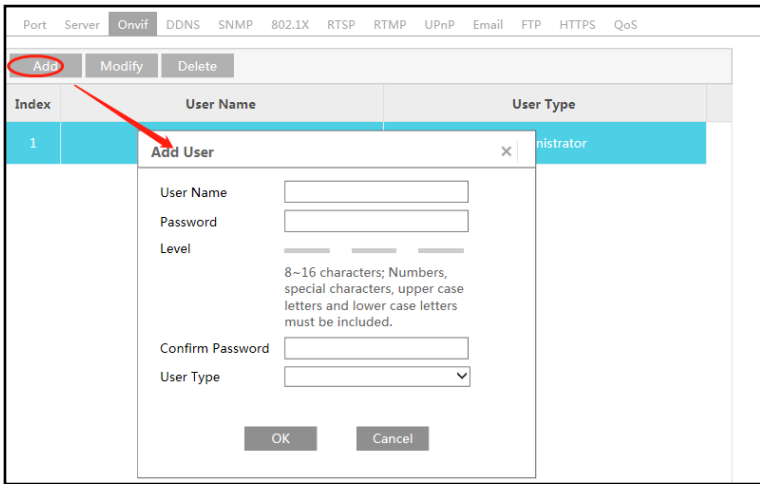 Port Server Onvif DDNS SNMP 802.1X RTSP RTMP UPnP Email FTP HTTPS QoS
Add Modify Delete
Index User Name User Type
1 nistrator
Add User ×
User Name
Password
Level
8~16 characters; Numbers,
special characters, upper case
letters and lower case letters
must be included.
Confirm Password
User Type
OK Cancel